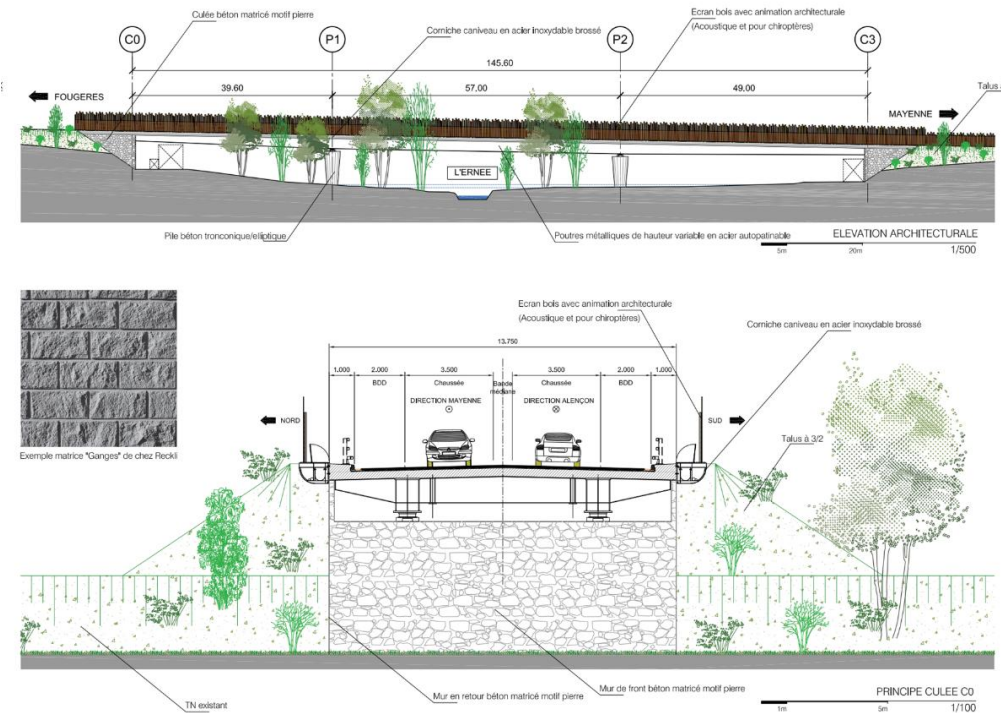 Culée béton matricé motif pierre
Ecran bois avec animation architecturale
(Acoustique et pour chiroptères)
Corniche caniveau en acier inoxydable brossé
C0
P1
P2
C3
145.60
39.60
57,00
49,00
FOUGERES
MAYENNE
Talus
L'ERNEE
Pile béton tronconique/elliptique
Poutres métalliques de hauteur variable en acier autopatinable
ELEVATION ARCHITECTURALE
5m
20m
1/500
Ecran bois avec animation architecturale
(Acoustique et pour chiroptères)
Corniche caniveau en acier inoxydable brossé
13.750
1.000
2.000
3.500
3.500
2.000
1.000
BDD
Chaussée
Bande
médiane
Chaussée
BDD
DIRECTION MAYENNE
DIRECTION ALENÇON
NORD
SUD
Talus à 3/2
Exemple matrice "Ganges" de chez Reckli
TN existant
Mur en retour béton matricé motif pierre
Mur de front béton matricé motif pierre
PRINCIPE CULEE C0
1m
5m
1/100